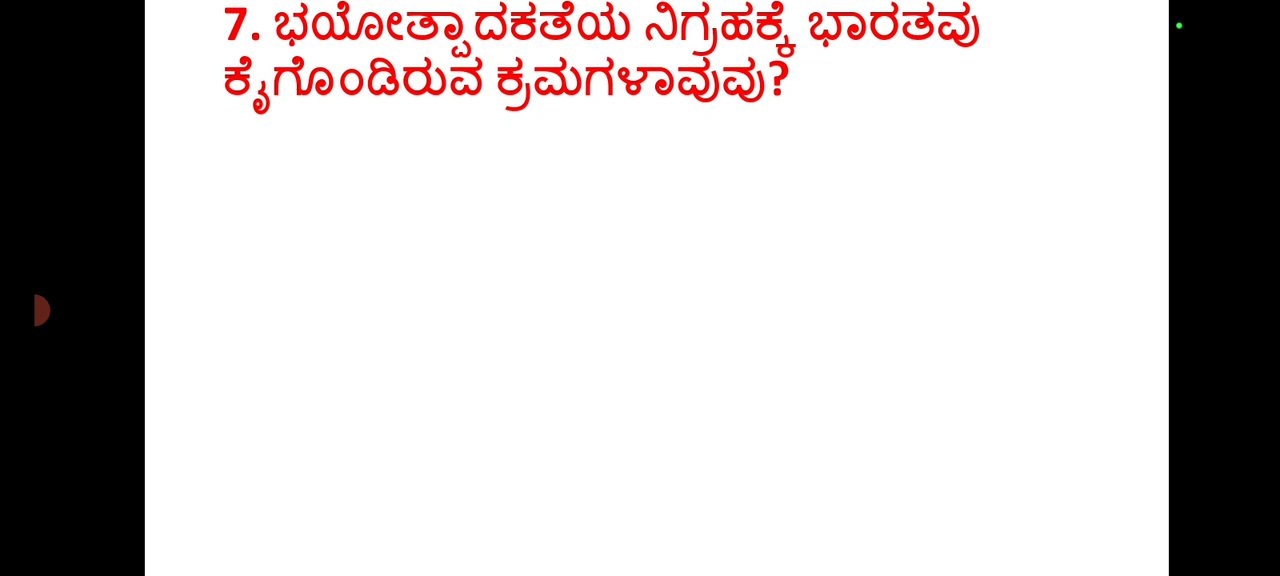 7. ಭಯೋತ್ಪಾದಕತೆಯ ನಿಗ್ರಹಕ್ಕೆ ಭಾರತವು
ಕೈಗೊಂಡಿರುವ ಕ್ರಮಗಳಾವುವು?